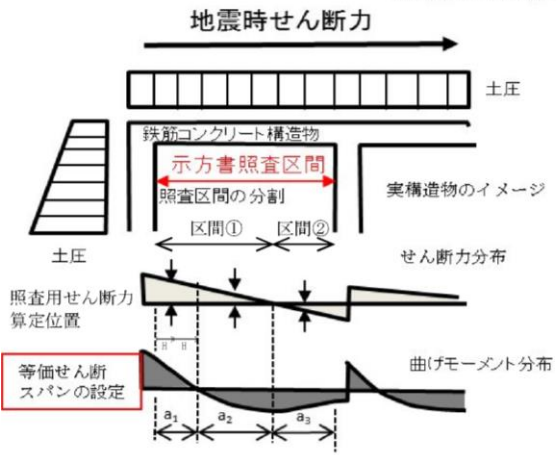 地震時せん断力
土圧
鉄筋コンクリート構造物
示方書照査区間
照査区間の分割
実構造物のイメージ
区間①
区間②
土圧
せん断力分布
照査用せん断力
算定位置
H
H
曲げモーメント分布
等価せん断
スパンの設定
a1
a2
a3